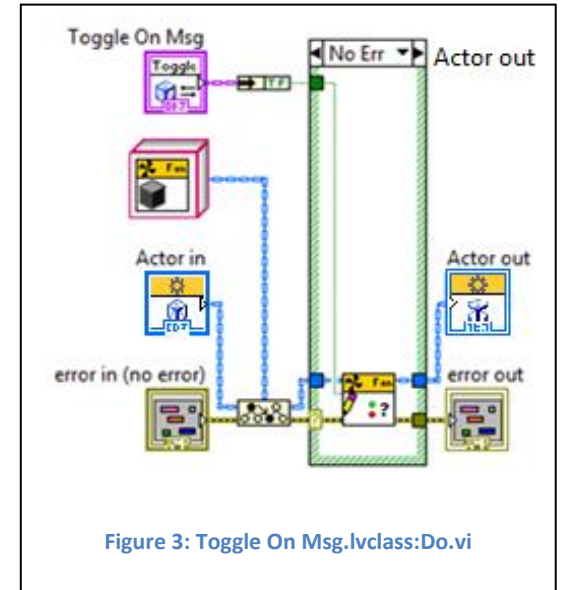 Toggle On Msg
No Err
Actor out
Toggle
TF
Fan
Actor in
Actor out
error in (no error)
Fan
error out
Figure 3: Toggle On Msg.lvclass:Do.vi